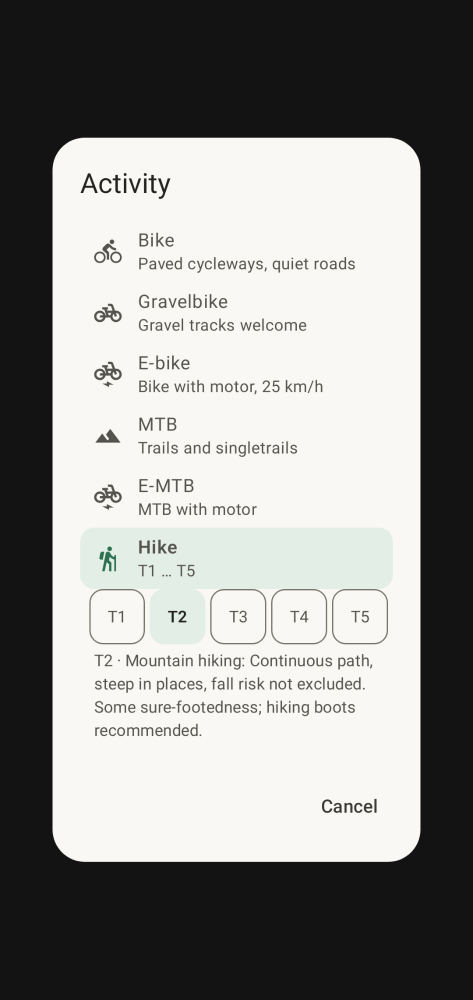 Activity
Bike
Paved cycleways, quiet roads
Gravelbike
Gravel tracks welcome
E-bike
Bike with motor, 25 km/h
MTB
Trails and singletrails
E-MTB
MTB with motor
Hike
T1 … T5
T1 T2 T3 T4 T5
T2 · Mountain hiking: Continuous path,
steep in places, fall risk not excluded.
Some sure-footedness; hiking boots
recommended.
Cancel